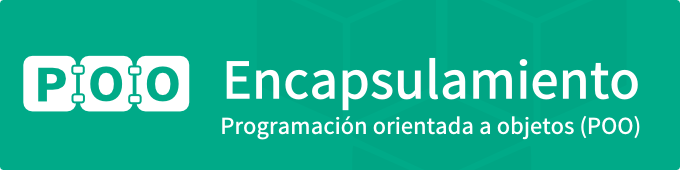 POO
Encapsulamiento
Programación orientada a objetos (POO)